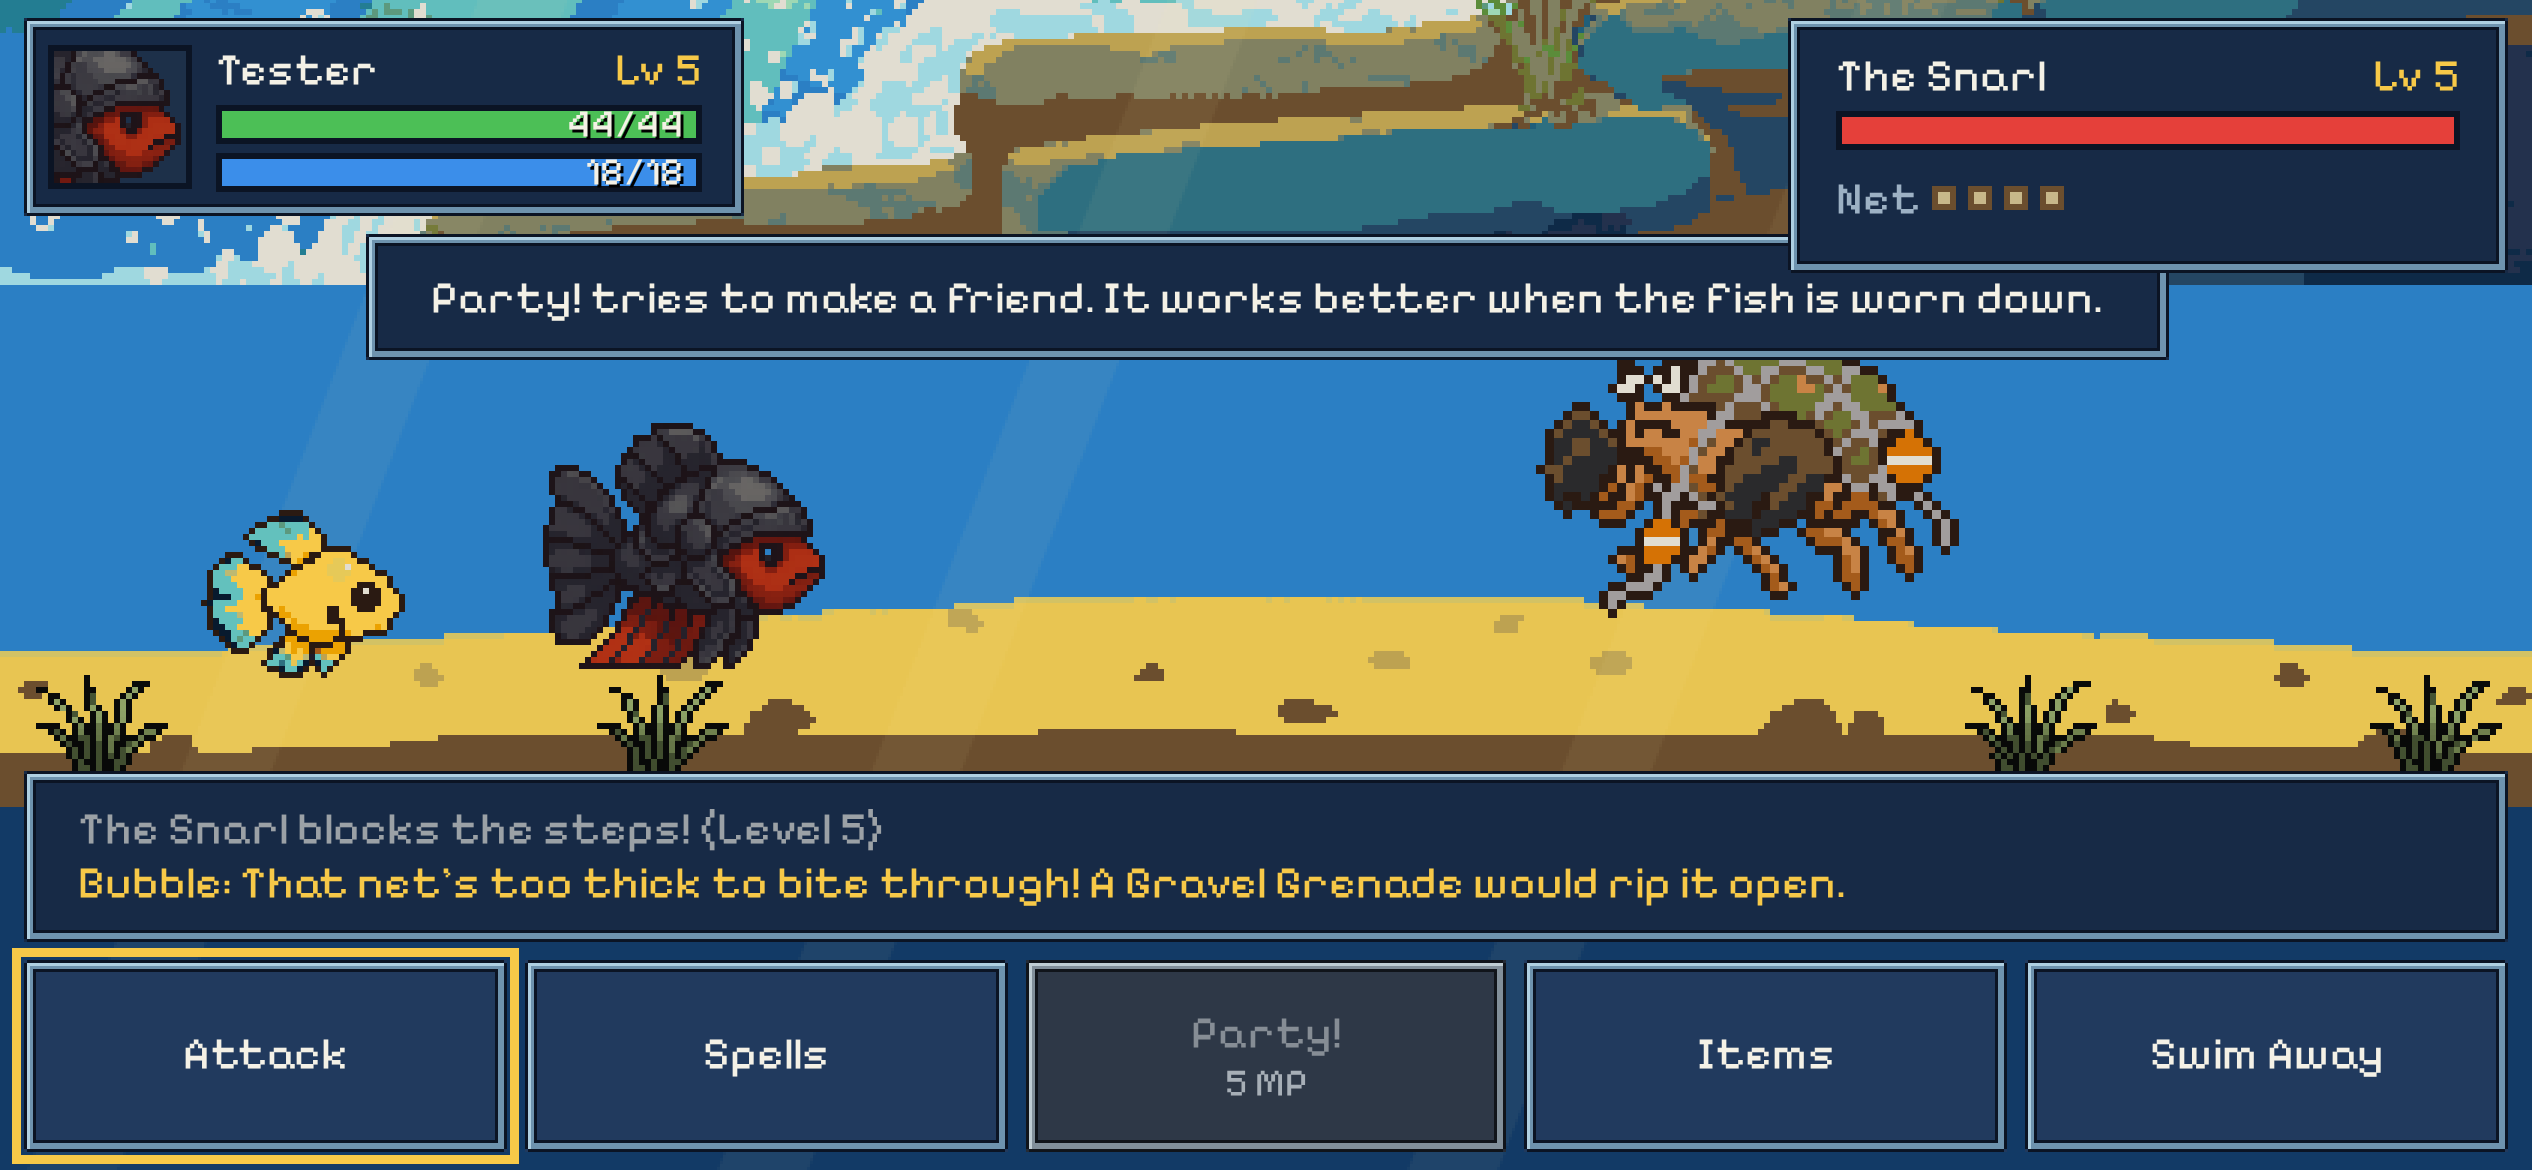 Tester Lv 5
44/44
18/18
The Snarl Lv 5
Net
Party! tries to make a friend. It works better when the fish is worn down.
The Snarl blocks the steps! (Level 5)
Bubble: That net's too thick to bite through! A Gravel Grenade would rip it open.
Attack
Spells
Party!
5 MP
Items
Swim Away